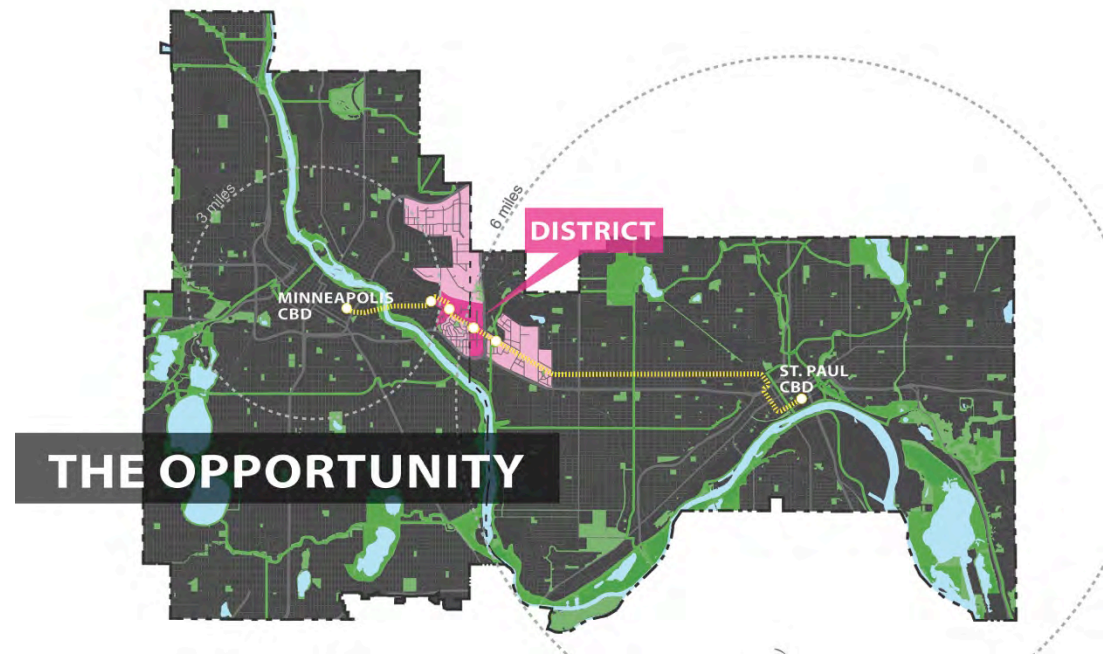 3 miles
6 miles
DISTRICT
MINNEAPOLIS
CBD
ST. PAUL
CBD
THE OPPORTUNITY